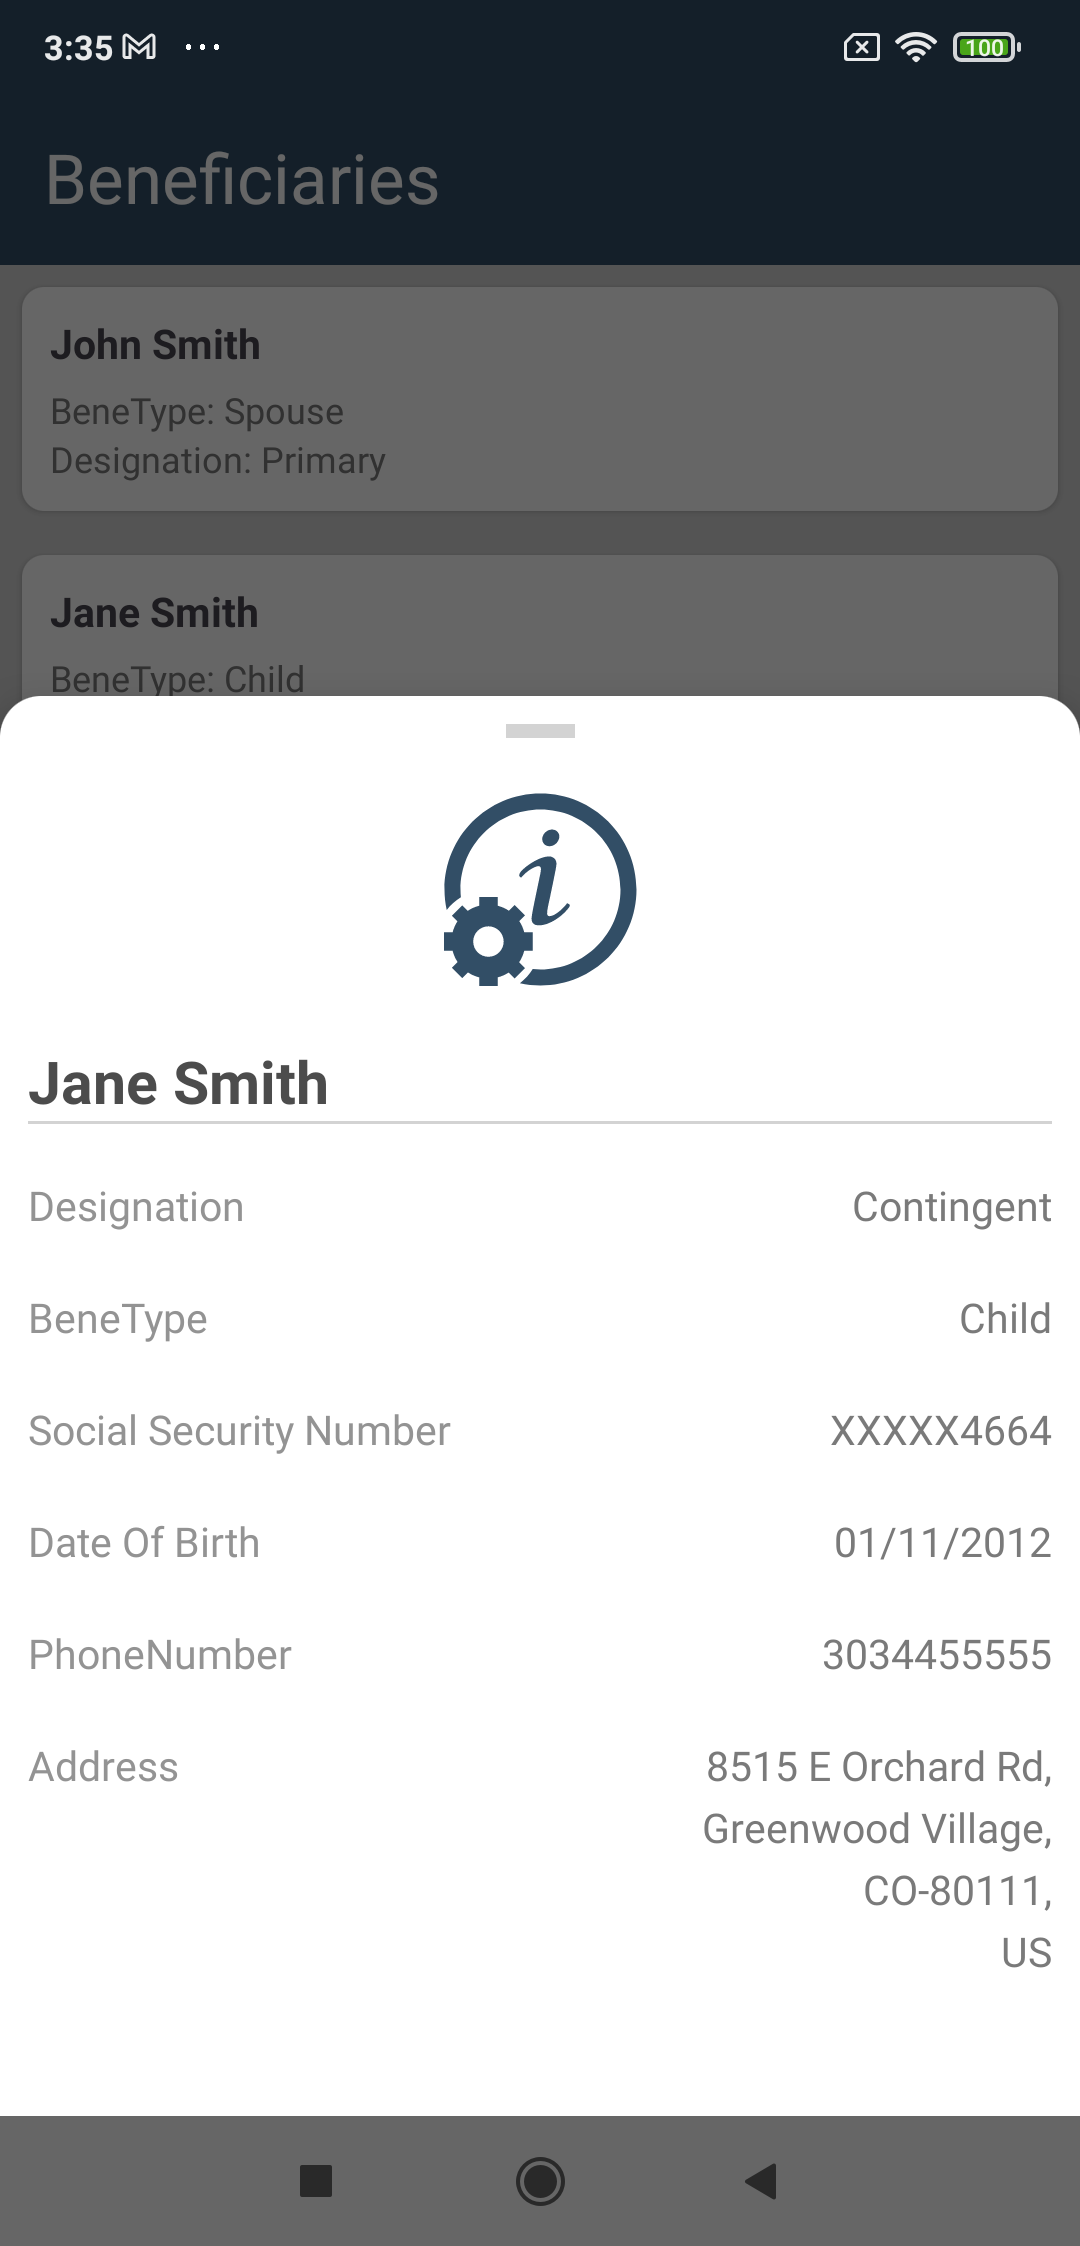 3:35
100
Beneficiaries
John Smith
BeneType: Spouse
Designation: Primary
Jane Smith
BeneType: Child
i
Jane Smith
Designation Contingent
BeneType Child
Social Security Number XXXXX4664
Date Of Birth 01/11/2012
PhoneNumber 3034455555
Address 8515 E Orchard Rd,
Greenwood Village,
CO-80111,
US